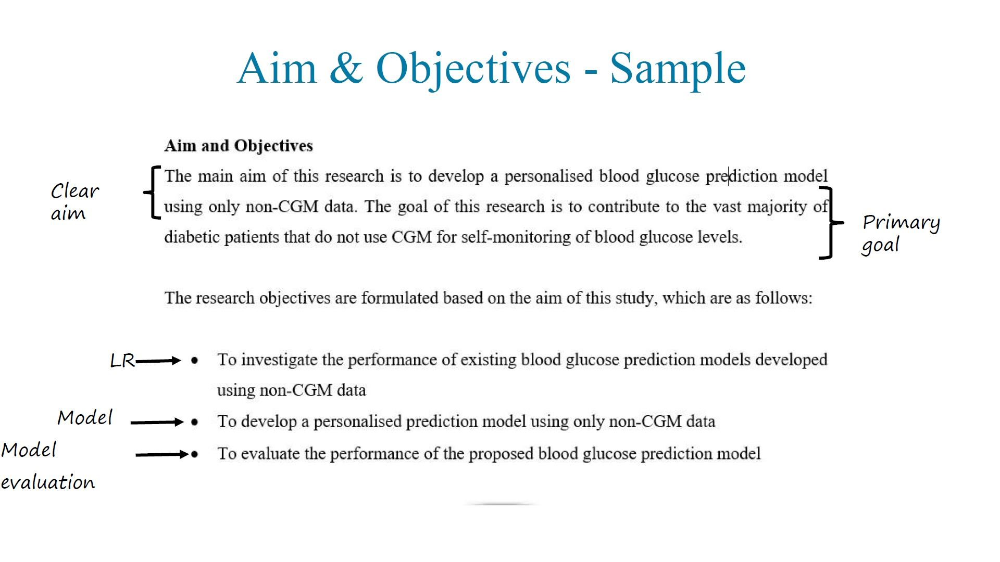 Aim & Objectives - Sample
Aim and Objectives
Clear
aim
The main aim of this research is to develop a personalised blood glucose prediction model
using only non-CGM data. The goal of this research is to contribute to the vast majority of
diabetic patients that do not use CGM for self-monitoring of blood glucose levels.
Primary
goal
The research objectives are formulated based on the aim of this study, which are as follows:
LR
• To investigate the performance of existing blood glucose prediction models developed
using non-CGM data
Model
• To develop a personalised prediction model using only non-CGM data
Model
evaluation
• To evaluate the performance of the proposed blood glucose prediction model